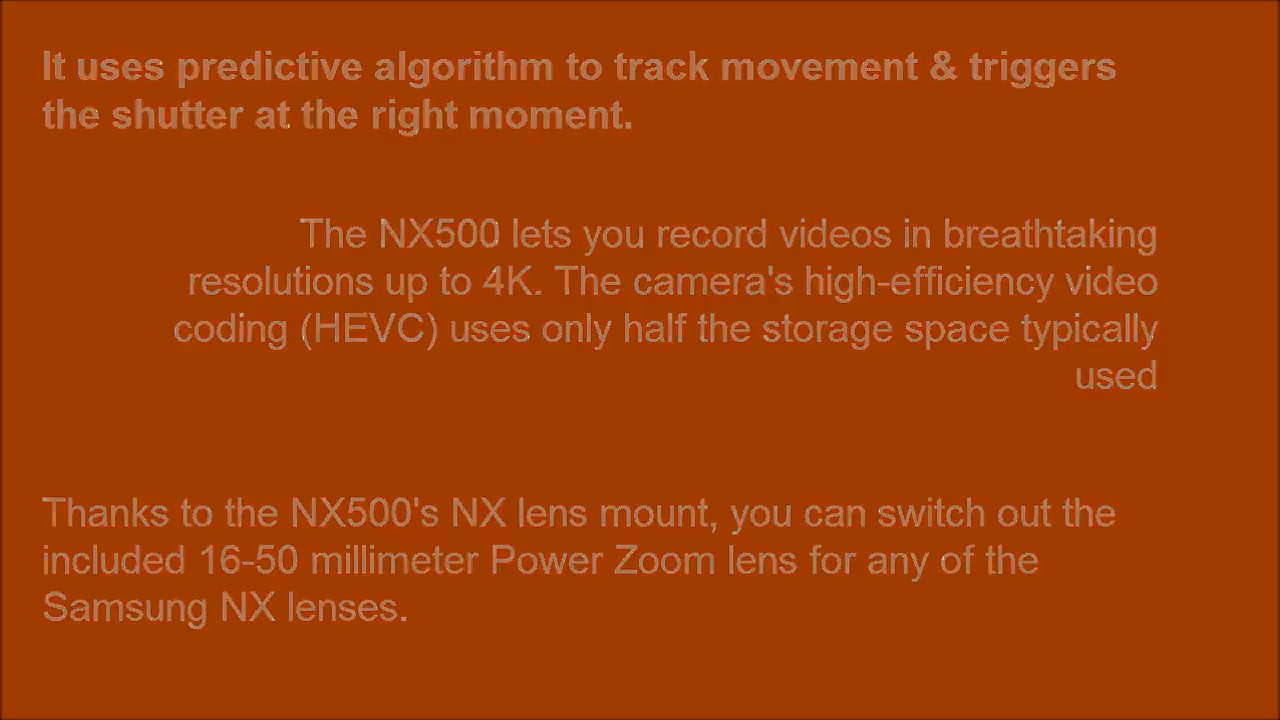 It uses predictive algorithm to track movement & triggers
the shutter at the right moment.
The NX500 lets you record videos in breathtaking
resolutions up to 4K. The camera's high-efficiency video
coding (HEVC) uses only half the storage space typically
used
Thanks to the NX500's NX lens mount, you can switch out the
included 16-50 millimeter Power Zoom lens for any of the
Samsung NX lenses.